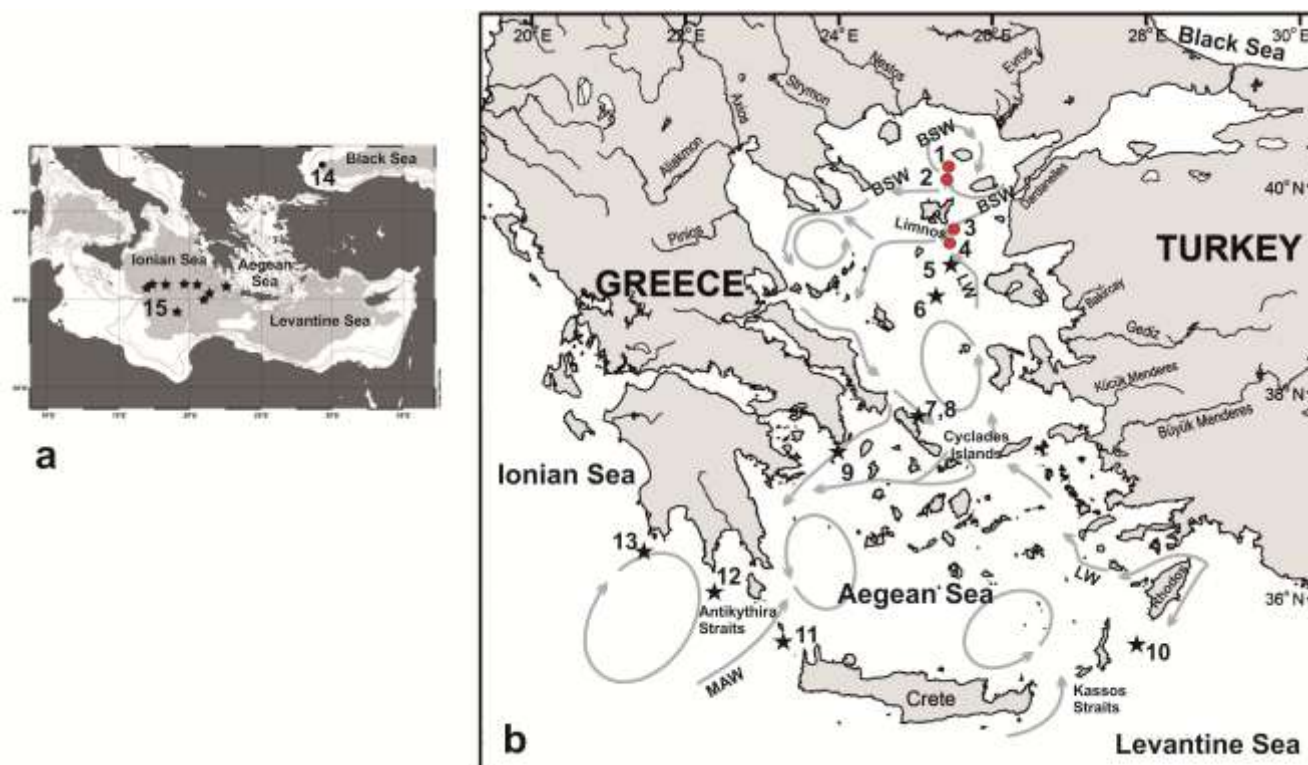 Black Sea
14
Ionian Sea
Aegean
Sea
15
Levantine Sea
a
20°E
22°E
24°E
26°E
28°E
30°E
Black Sea
Nestos
Evros
Strymon
Axios
Aliakmon
BSW
1
2
BSW
BSW
Dardanelles
40°N
Limnos
3
4
Pinios
5
LW
6
GREECE
TURKEY
Bakırçay
Gediz
Kücük Menderes
38°N
Büyük Menderes
7,8
Cyclades
Islands
9
Ionian Sea
13
12
Antikythira
Straits
Aegean Sea
LW
Rhodos
36°N
11
10
MAW
Crete
Kassos
Straits
b
Levantine Sea